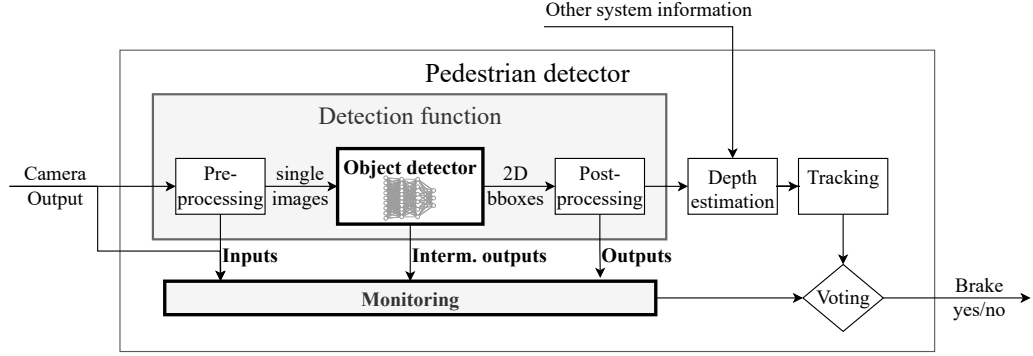 Other system information
Pedestrian detector
Detection function
Camera
Output
Pre-
processing
single
images
Object detector
2D
bboxes
Post-
processing
Depth
estimation
Tracking
Inputs
Interm. outputs
Outputs
Monitoring
Voting
Brake
yes/no